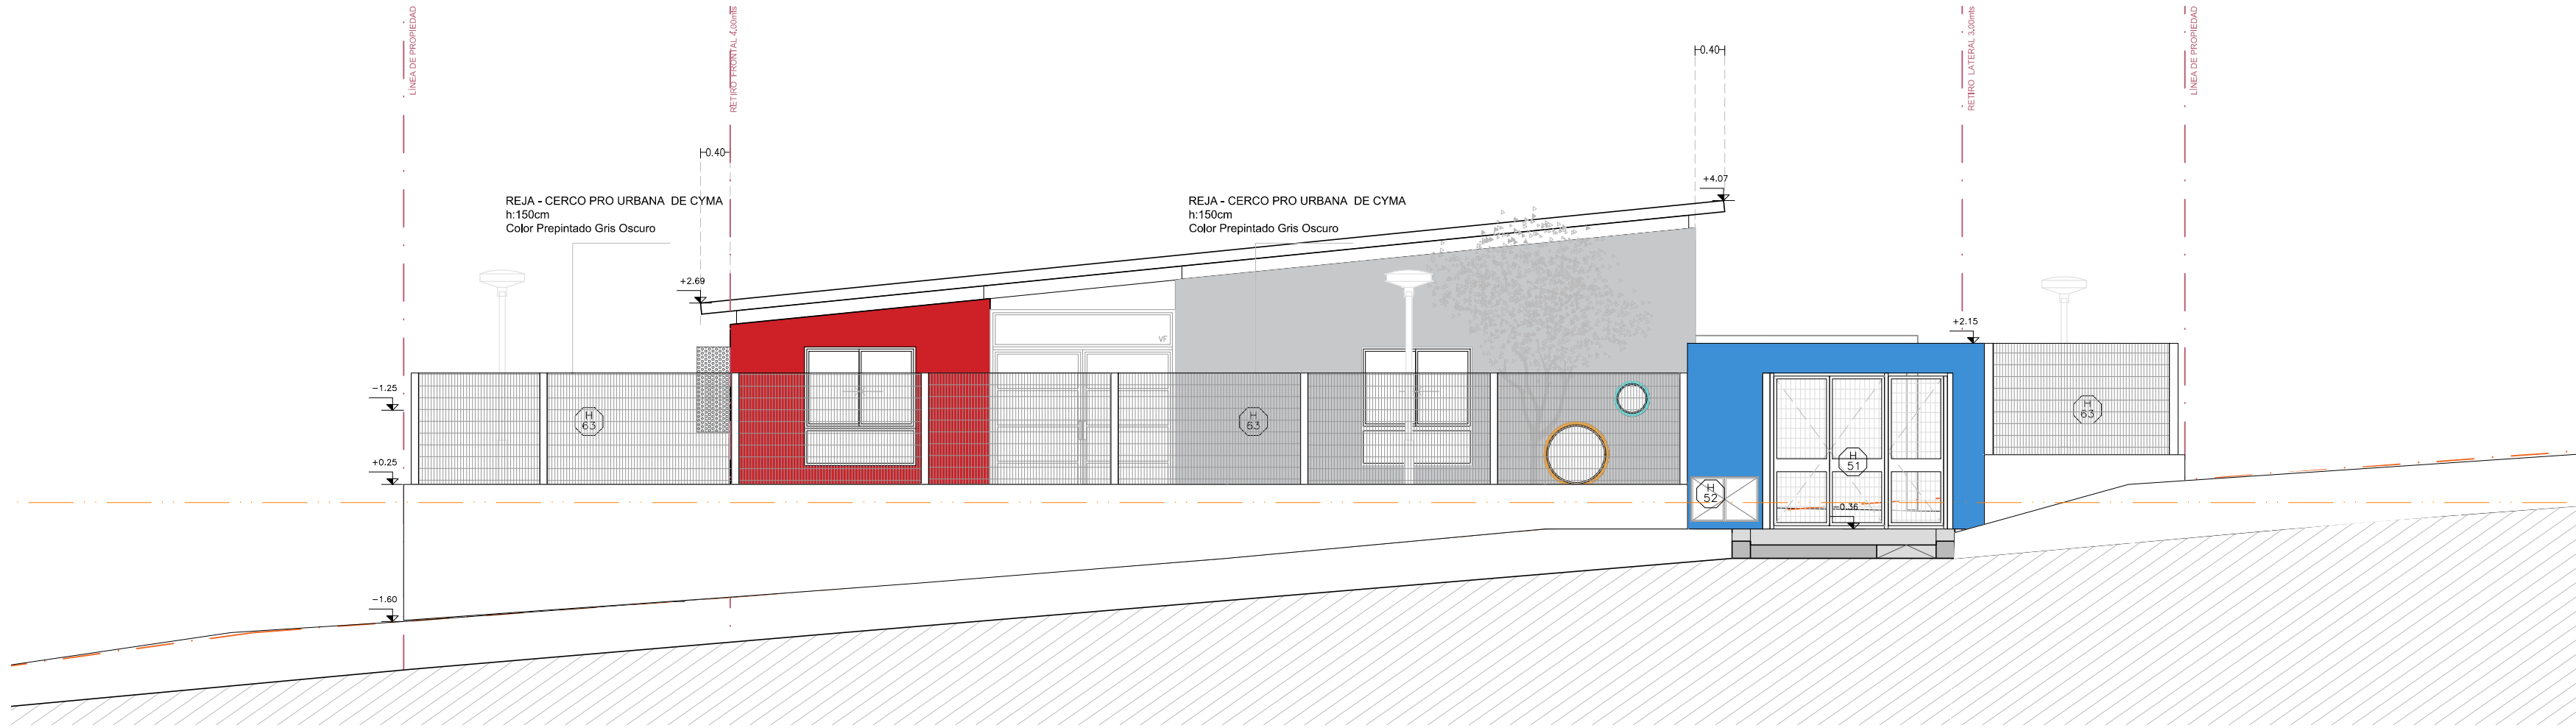 LÍNEA DE PROPIEDAD
RETIRO FRONTAL 4,00mts
RETIRO LATERAL 3,00mts
LÍNEA DE PROPIEDAD
0.40
0.40
+4.07
REJA - CERCO PRO URBANA DE CYMA
h:150cm
Color Prepintado Gris Oscuro
REJA - CERCO PRO URBANA DE CYMA
h:150cm
Color Prepintado Gris Oscuro
+2.69
+2.15
VF
−1.25
H
63
H
63
H
63
+0.25
H
51
H
52
−0.36
−1.60